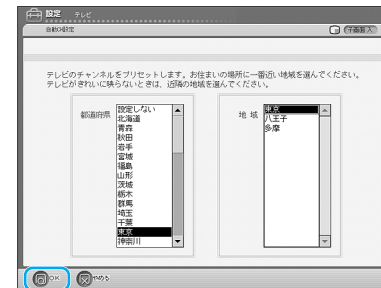 設定 テレビ
自動CH設定
子画面入
テレビのチャンネルをプリセットします。お住まいの場所に一番近い地域を選んでください。
テレビがきれいに映らないときは、近隣の地域を選んでください。
都道府県
設定しない
北海道
青森
秋田
岩手
宮城
福島
山形
茨城
栃木
群馬
埼玉
千葉
東京
神奈川
地域
東京
八王子
多摩
OK
やめる